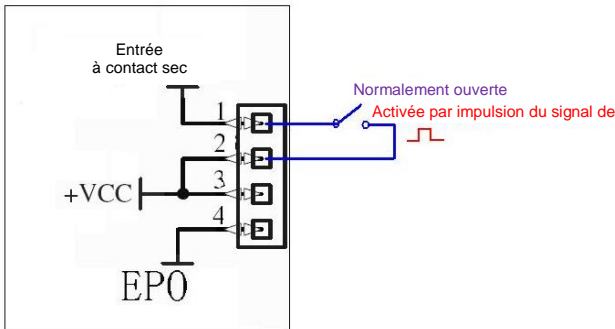 Entrée
à contact sec
Normalement ouverte
Activée par impulsion du signal de
1
2
3
4
+VCC
EPO